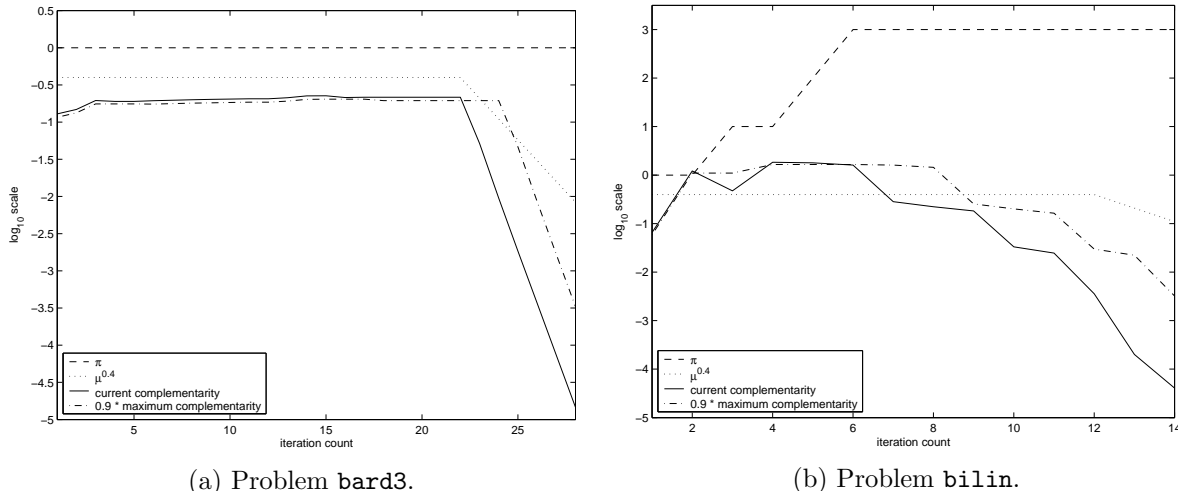 0.5
0
−0.5
−1
−1.5
−2
−2.5
−3
−3.5
−4
−4.5
−5
log10 scale
5
10
15
20
25
iteration count
π
μ0.4
current complementarity
0.9 * maximum complementarity
(a) Problem bard3.
3
2
1
0
−1
−2
−3
−4
−5
log10 scale
2
4
6
8
10
12
14
iteration count
π
μ0.4
current complementarity
0.9 * maximum complementarity
(b) Problem bilin.